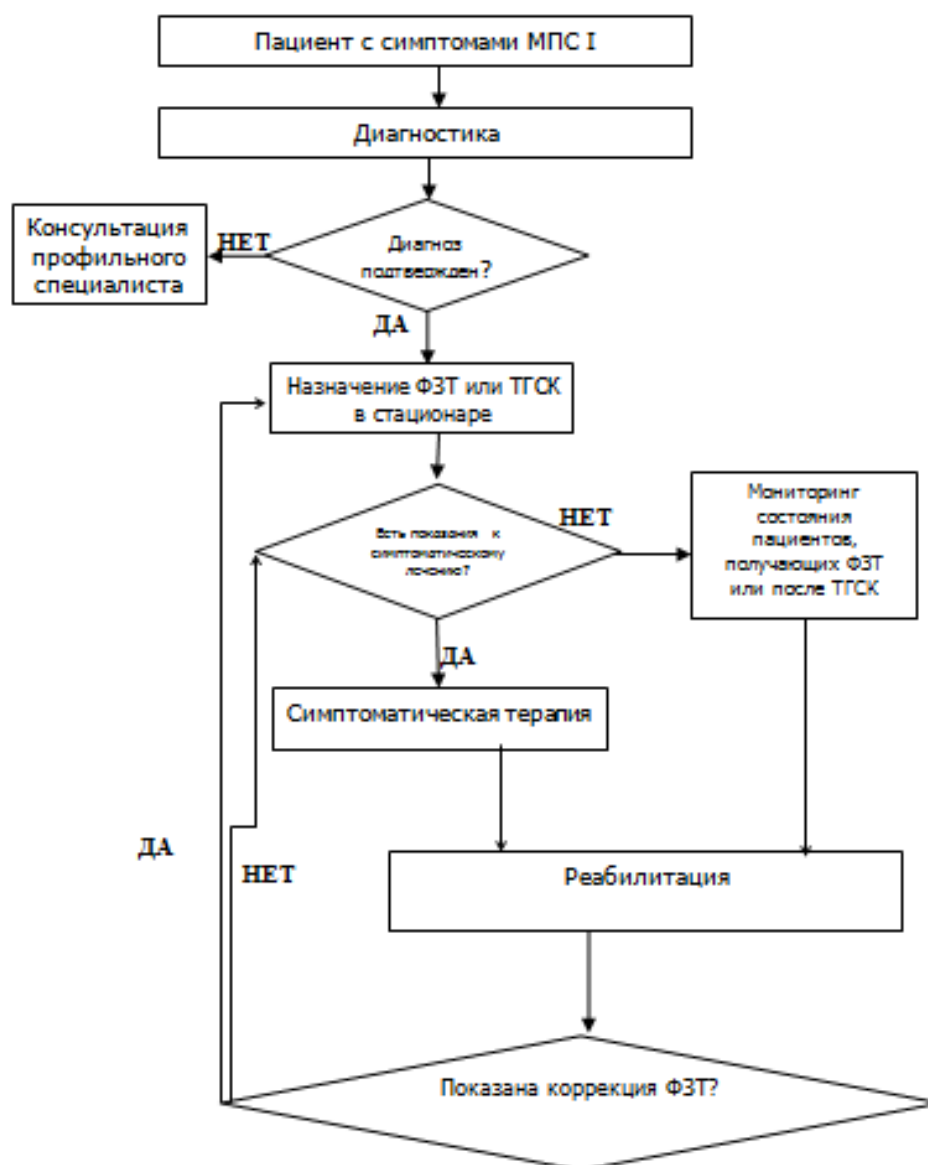 Пациент с симптомами МПС I
Диагностика
Консультация
профильного
специалиста
НЕТ
Диагноз
подтвержден?
ДА
Назначение ФЗТ или ТГСК
в стационаре
Есть показания к
симптоматическому
лечению?
НЕТ
Мониторинг
состояния
пациентов,
получающих ФЗТ
или после ТГСК
ДА
Симптоматическая терапия
ДА
НЕТ
Реабилитация
Показана коррекция ФЗТ?